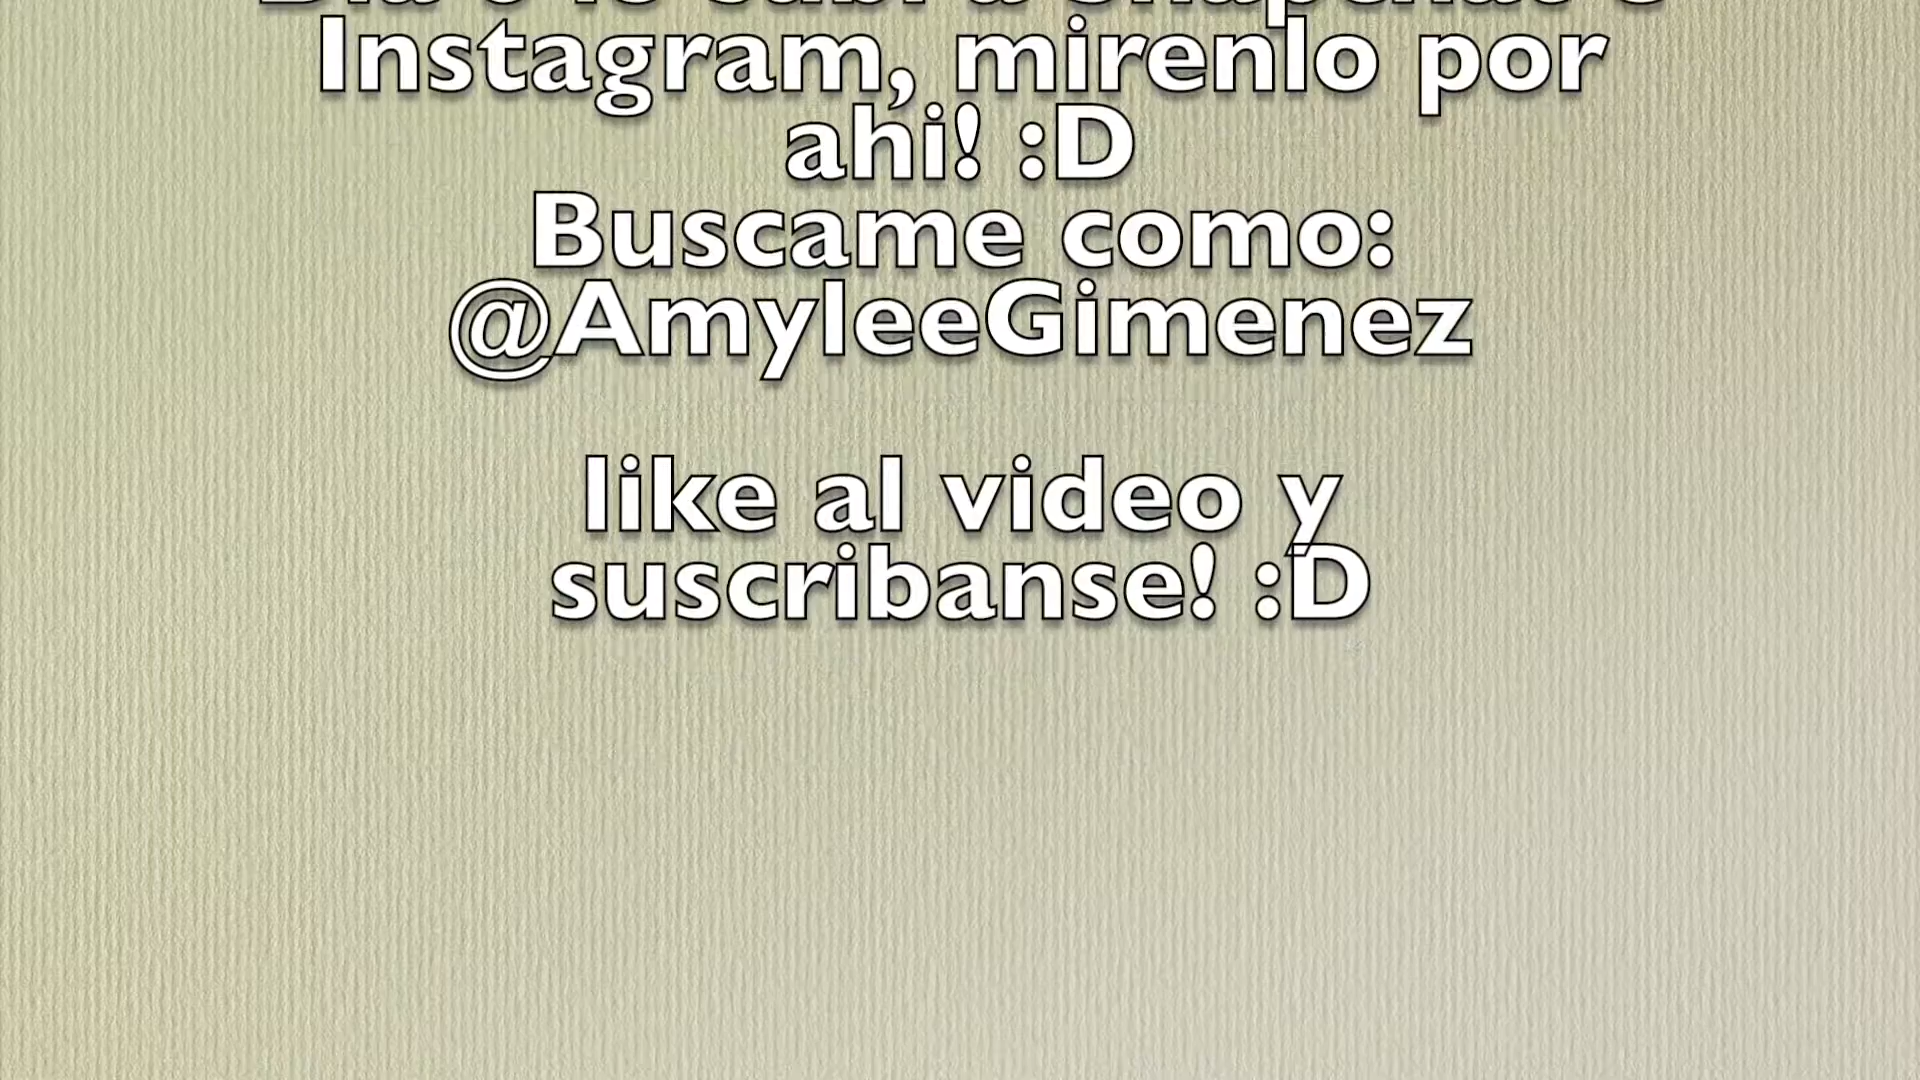 Instagram, mirenlo por
ahi! :D
Buscame como:
@AmyleeGimenez
like al video y
suscribanse! :D